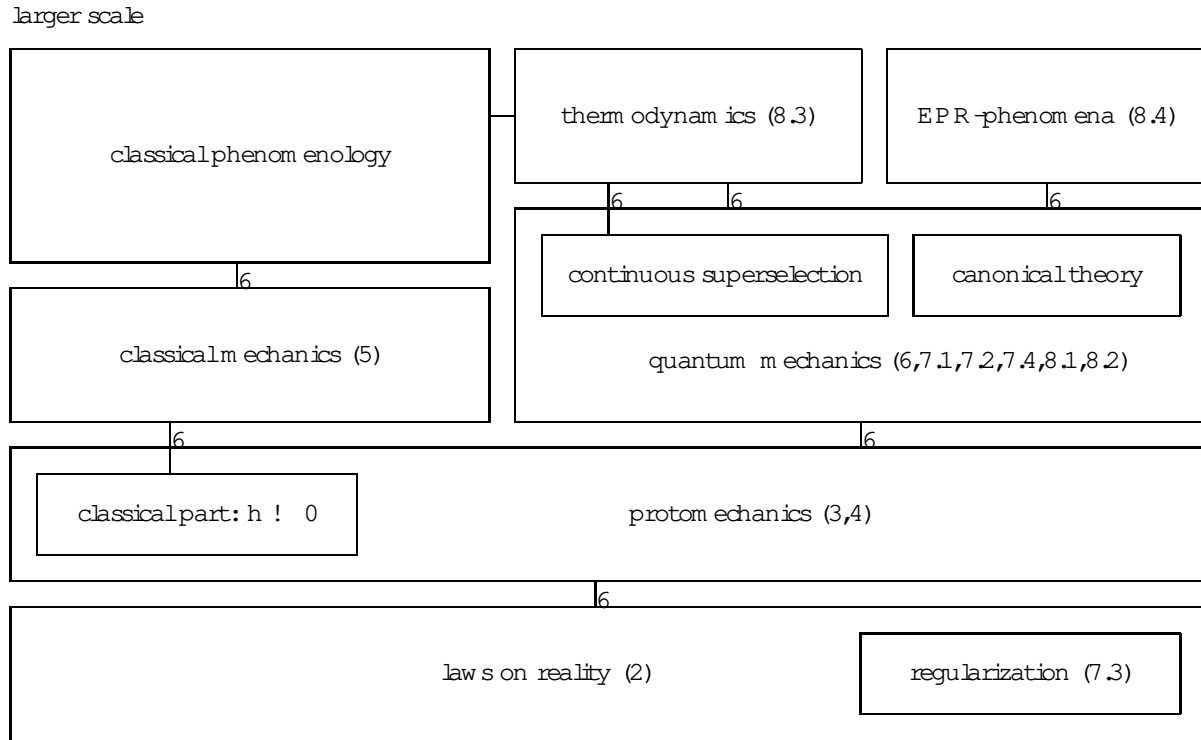 larger scale
thermodynamics (8.3)
EPR-phenomena (8.4)
classical phenomenology
6
6
6
continuous superselection
canonical theory
6
classical mechanics (5)
quantum mechanics (6,7.1,7.2,7.4,8.1,8.2)
6
6
classical part: h ! 0
protomechanics (3,4)
6
laws on reality (2)
regularization (7.3)